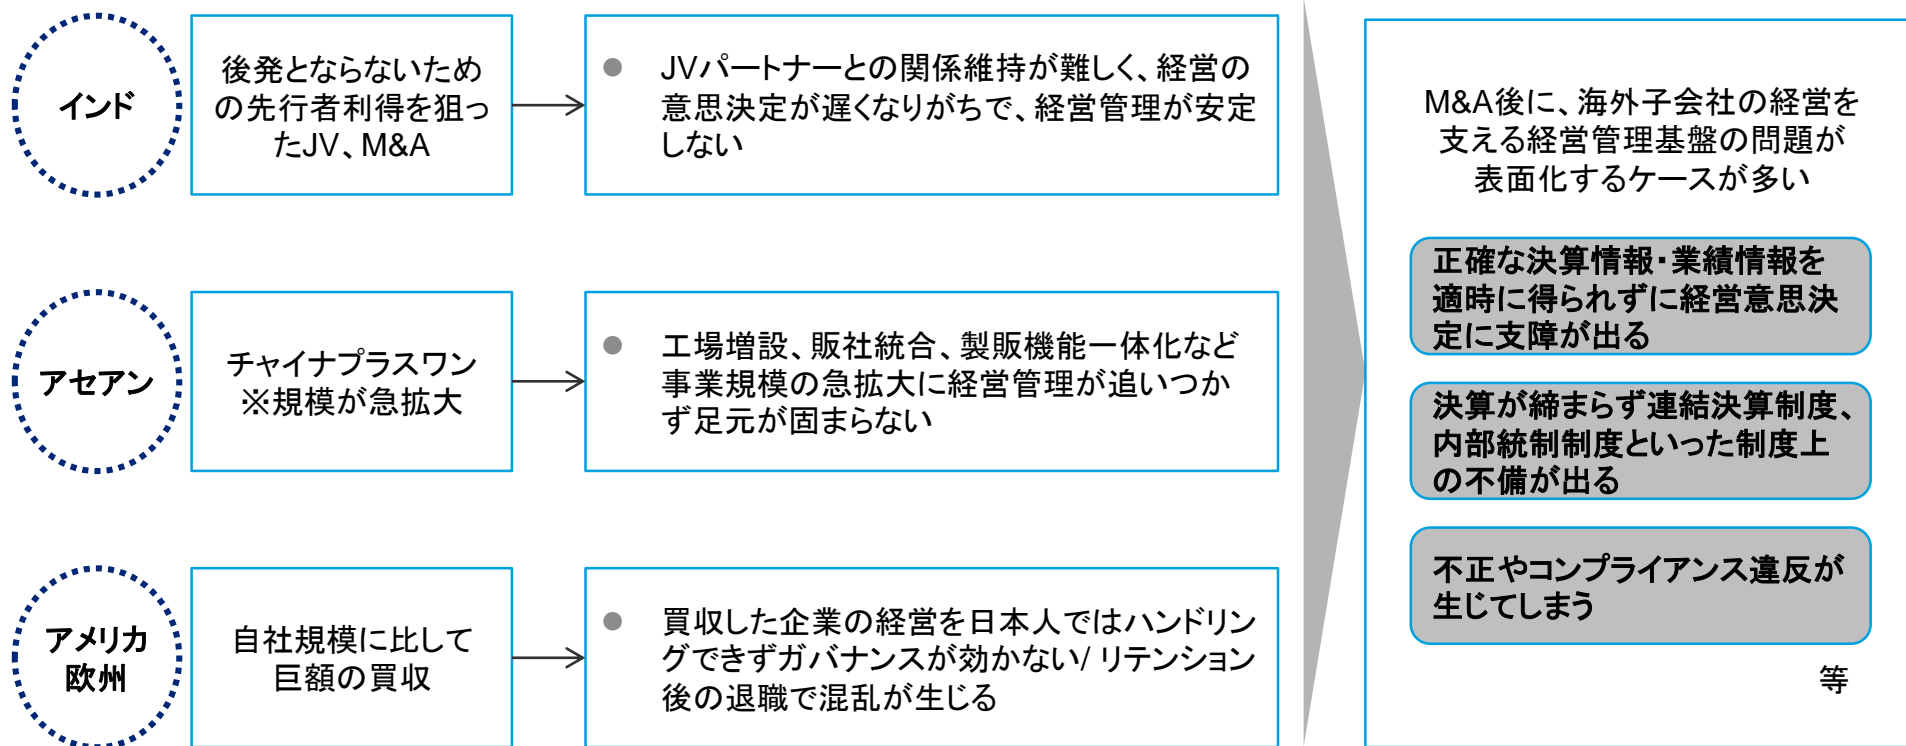 インド
後発とならないため
の先行者利得を狙っ
たJV、M&A
● JVパートナーとの関係維持が難しく、経営の
意思決定が遅くなりがちで、経営管理が安定
しない
アセアン
チャイナプラスワン
※規模が急拡大
● 工場増設、販社統合、製販機能一体化など
事業規模の急拡大に経営管理が追いつか
ず足元が固まらない
アメリカ
欧州
自社規模に比して
巨額の買収
● 買収した企業の経営を日本人ではハンドリン
グできずガバナンスが効かない/ リテンション
後の退職で混乱が生じる
M&A後に、海外子会社の経営を
支える経営管理基盤の問題が
表面化するケースが多い
正確な決算情報・業績情報を
適時に得られずに経営意思決
定に支障が出る
決算が締まらず連結決算制度、
内部統制制度といった制度上
の不備が出る
不正やコンプライアンス違反が
生じてしまう
等